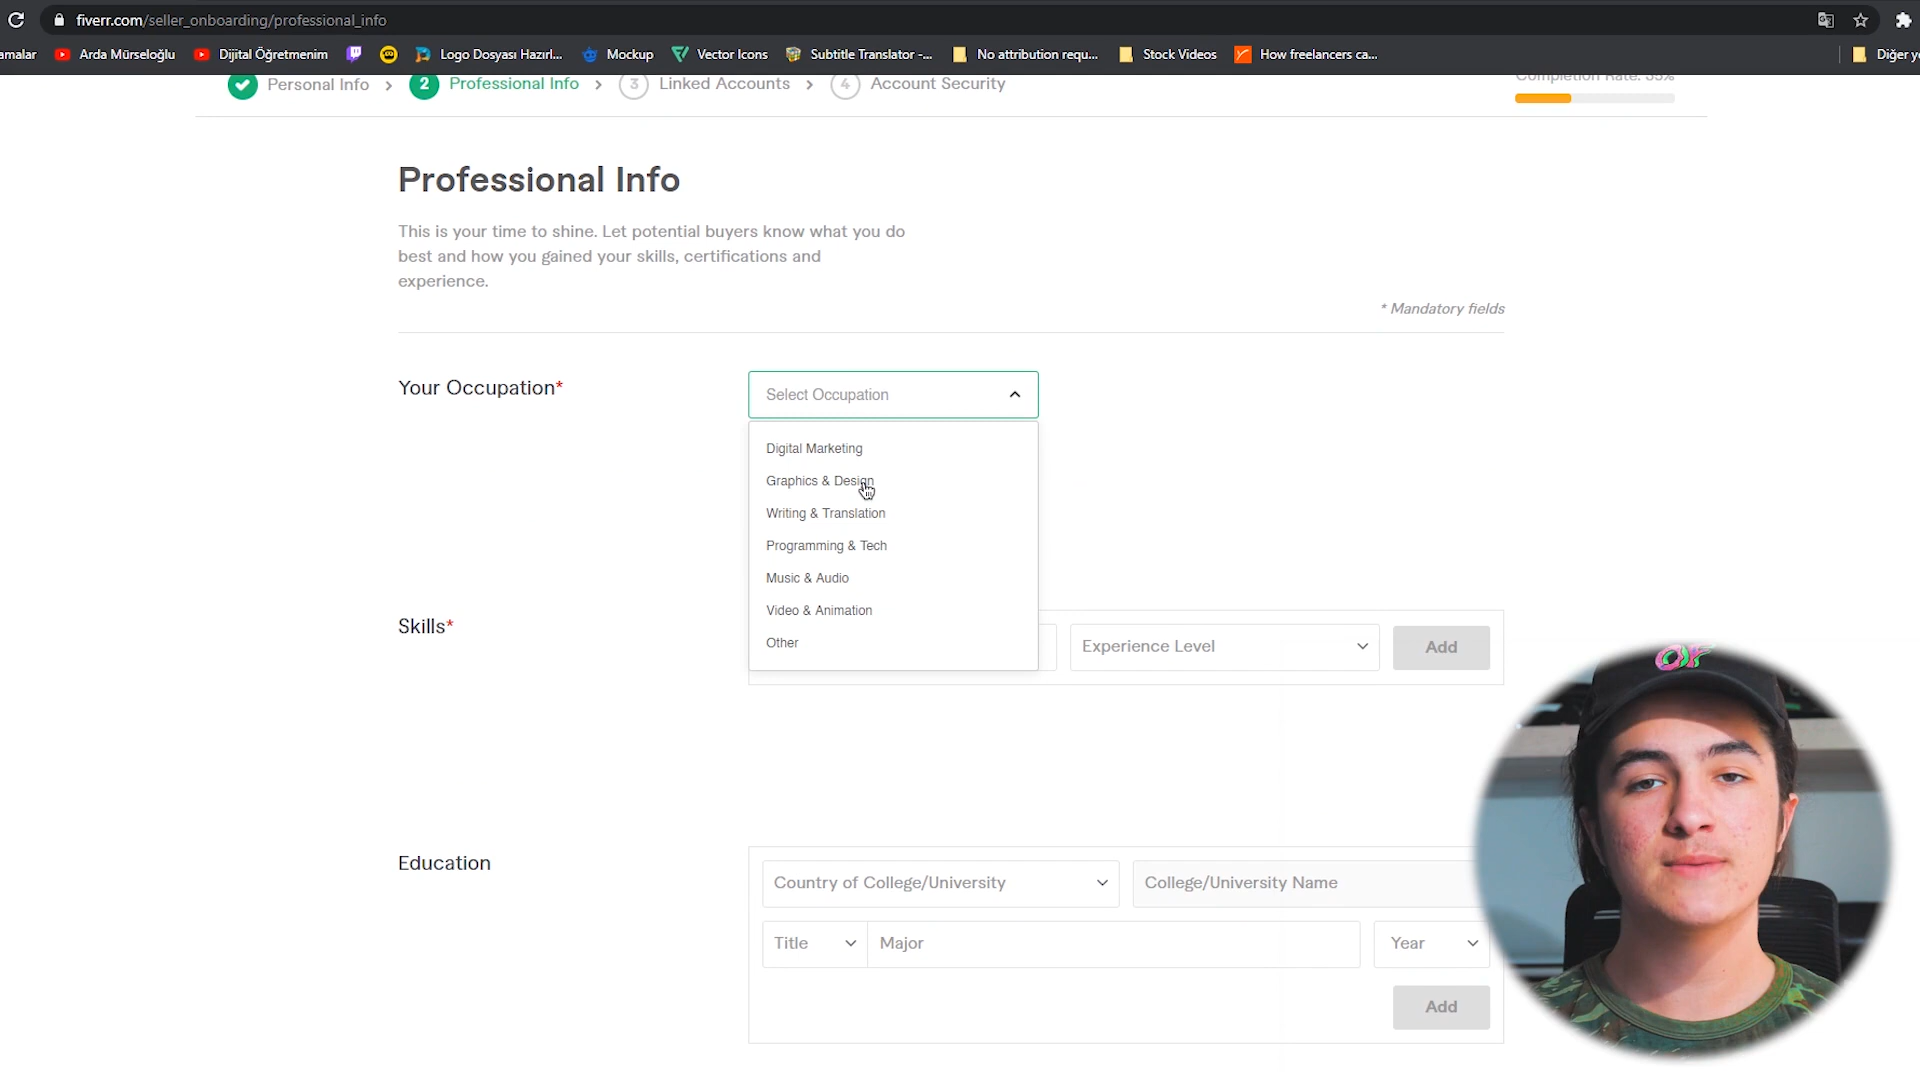 fiverr.com/seller_onboarding/professional_info
amalar Arda Mürseloğlu Dijital Öğretmenim Logo Dosyası Hazırl... Mockup Vector Icons Subtitle Translator -... No attribution requ... Stock Videos How freelancers ca... Diğer y
Personal Info > 2 Professional Info > 3 Linked Accounts > 4 Account Security
Completion Rate: 35%
Professional Info
This is your time to shine. Let potential buyers know what you do
best and how you gained your skills, certifications and
experience.
* Mandatory fields
Your Occupation*
Select Occupation
Digital Marketing
Graphics & Design
Writing & Translation
Programming & Tech
Music & Audio
Video & Animation
Other
Skills*
Experience Level
Add
Education
Country of College/University
College/University Name
Title
Major
Year
Add